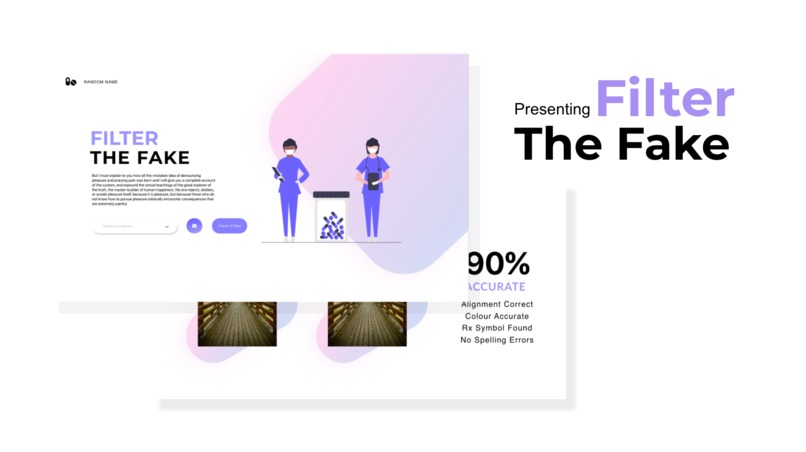 RANDOM NAME
FILTER
THE FAKE
But I must explain to you how all this mistaken idea of denouncing
pleasure and praising pain was born and I will give you a complete account
of the system, and expound the actual teachings of the great explorer of
the truth, the master-builder of human happiness. No one rejects, dislikes,
or avoids pleasure itself, because it is pleasure, but because those who do
not know how to pursue pleasure rationally encounter consequences that
are extremely painful
Medicine Name
Check if Fake
Presenting Filter
The Fake
90%
ACCURATE
Alignment Correct
Colour Accurate
Rx Symbol Found
No Spelling Errors